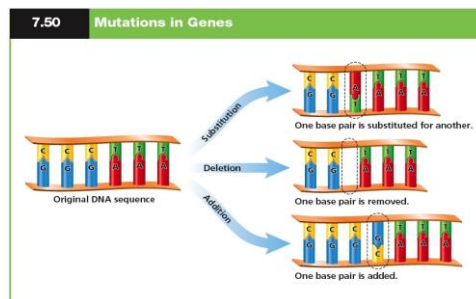 7.50 Mutations in Genes
C C A T T T
G G T A A A
Substitution
One base pair is substituted for another.
C C C T T T
G G G A A A
Original DNA sequence
Deletion
C C T T T
G G A A A
One base pair is removed.
Addition
C C C G T T T
G G G C A A A
One base pair is added.